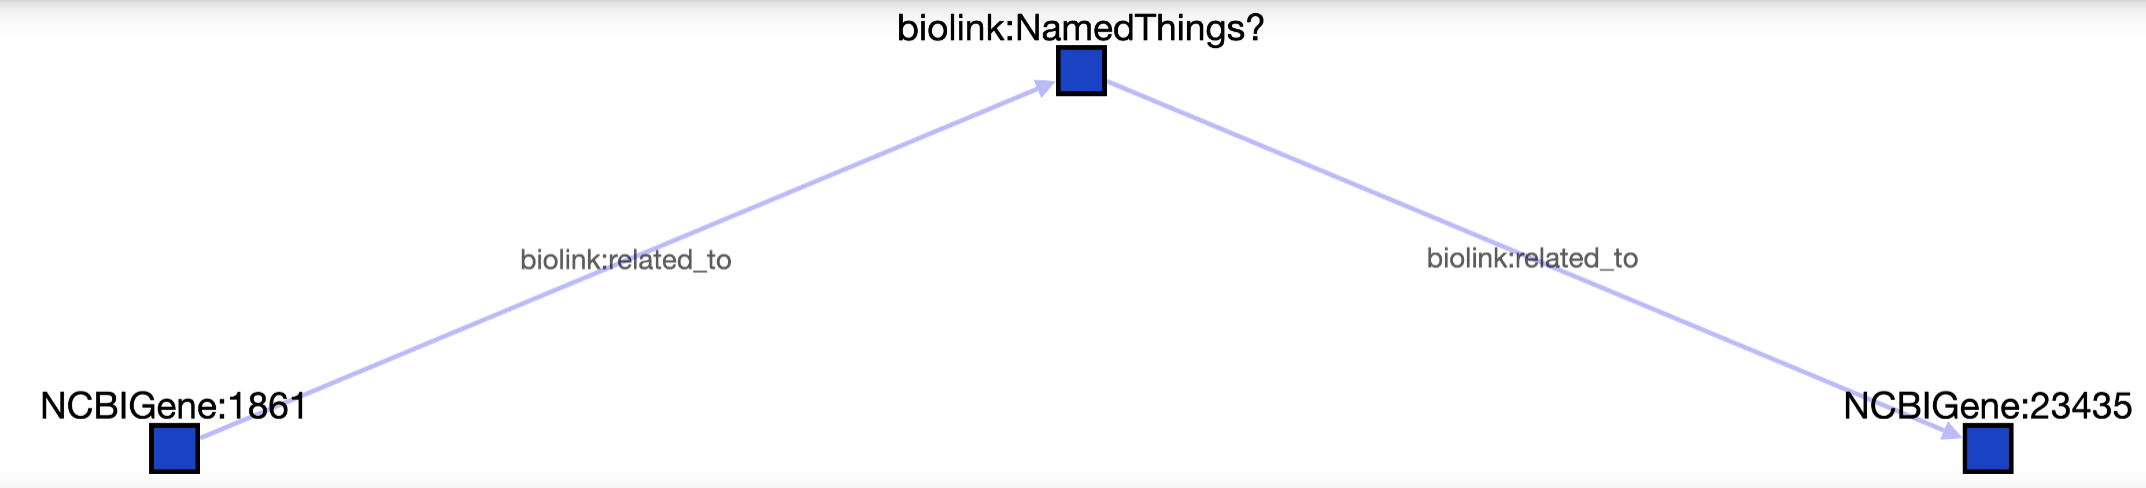 biolink:NamedThings?
biolink:related_to
biolink:related_to
NCBIGene:1861
NCBIGene:23435